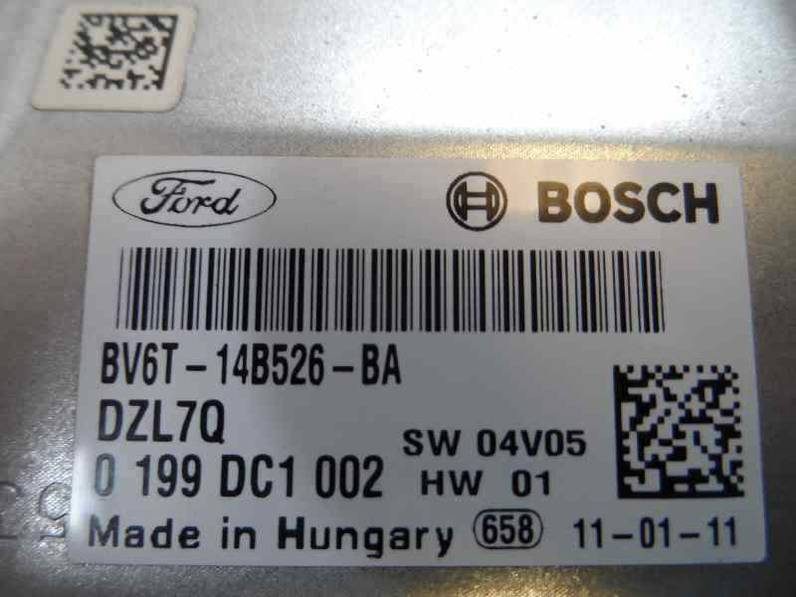 Ford BOSCH
BV6T-14B526-BA
DZL7Q
SW 04V05
0 199 DC1 002
HW 01
Made in Hungary 658 11-01-11